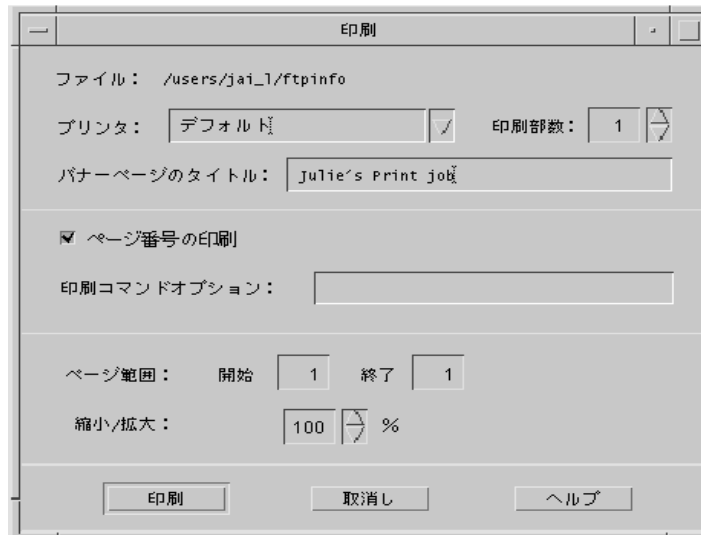 印刷
ファイル： /users/jai_l/ftpinfo
プリンタ： デフォルト 印刷部数： 1
バナーページのタイトル： Julie's Print job
ページ番号の印刷
印刷コマンドオプション：
ページ範囲： 開始 1 終了 1
縮小/拡大： 100 %
印刷 取消し ヘルプ